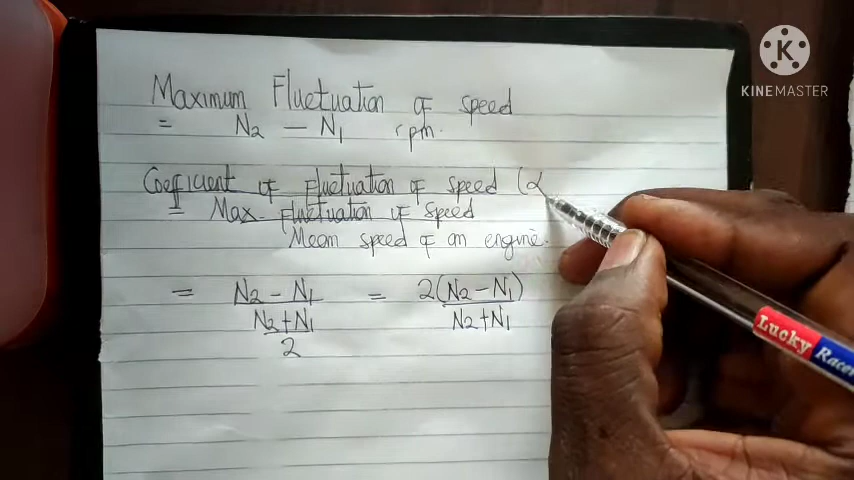 Maximum Fluctuation of speed
= N₂ - N₁ rpm.
Coefficient of fluctuation of speed (α
= Max. fluctuation of speed
Mean speed of an engine.
= N₂ - N₁ = 2(N₂ - N₁)
N₂ + N₁ N₂ + N₁
2
K
KINEMASTER
Lucky Racer